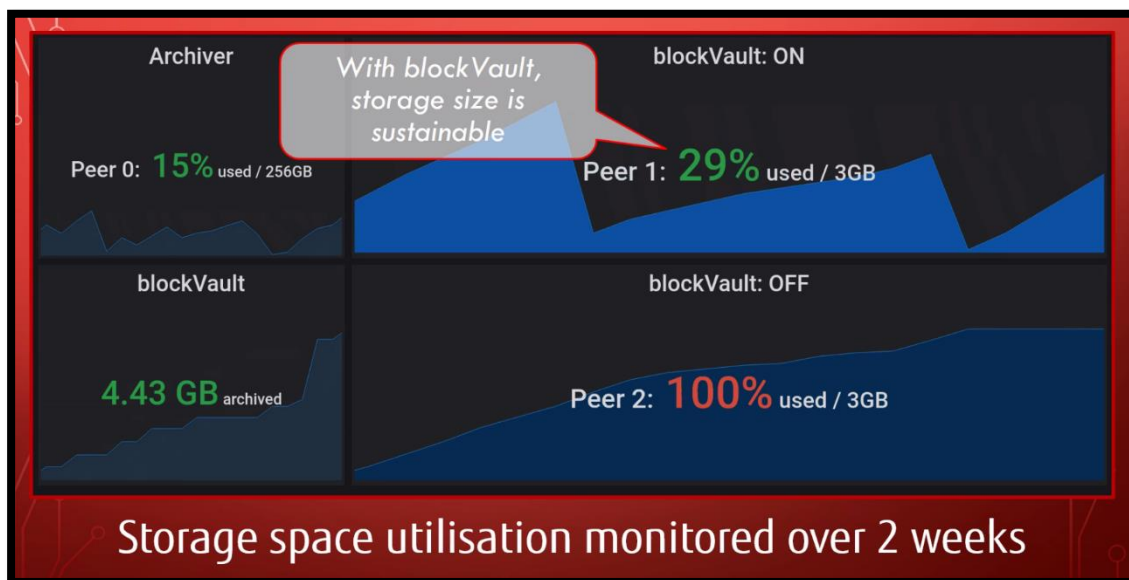 Archiver
With blockVault,
storage size is
sustainable
blockVault: ON
Peer 0: 15% used / 256GB
Peer 1: 29% used / 3GB
blockVault
blockVault: OFF
4.43 GB archived
Peer 2: 100% used / 3GB
Storage space utilisation monitored over 2 weeks